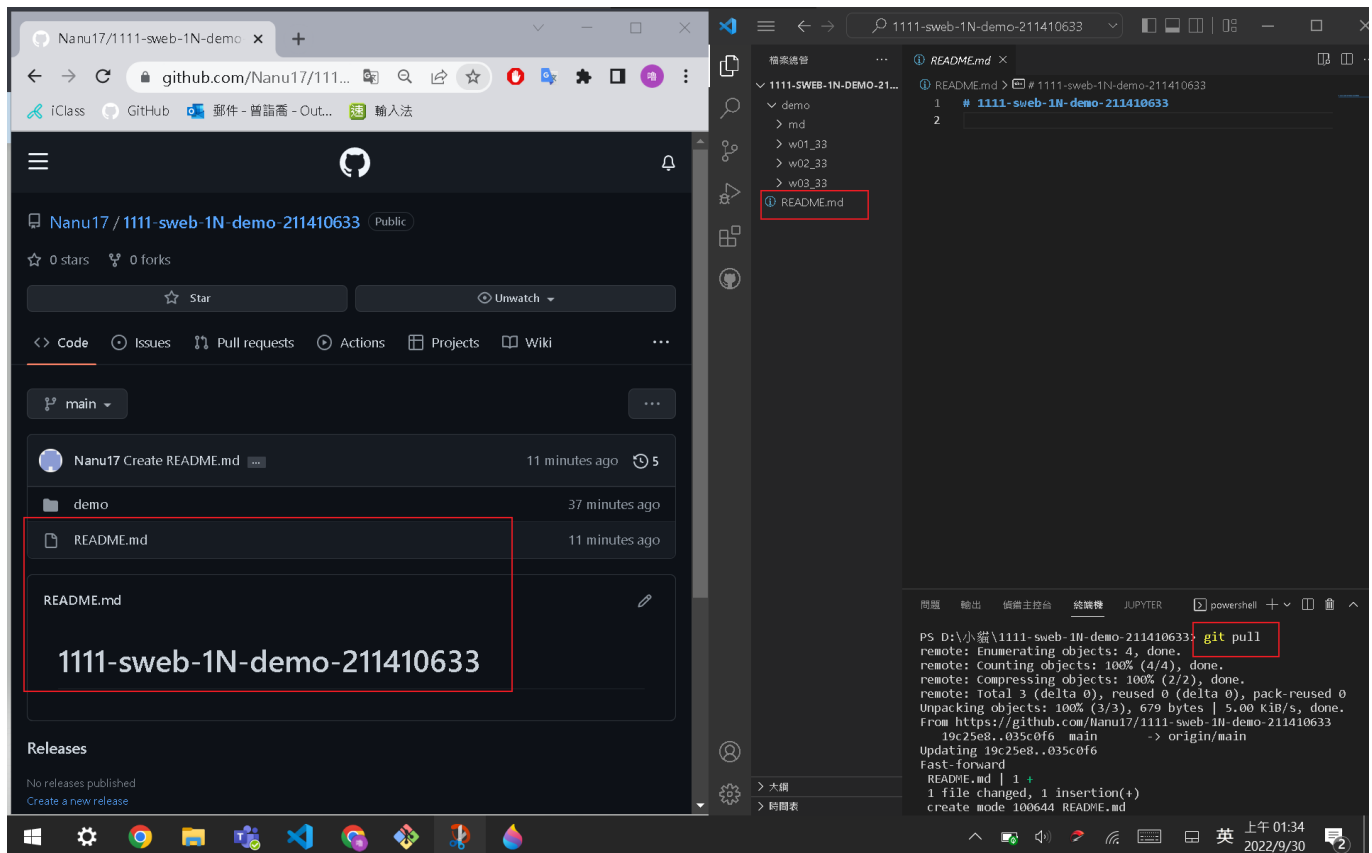 Nanu17/1111-sweb-1N-demo
github.com/Nanu17/111...
iClass
GitHub
郵件 - 曾詣喬 - Out...
輸入法
Nanu17 / 1111-sweb-1N-demo-211410633 Public
0 stars 0 forks
Star
Unwatch
Code
Issues
Pull requests
Actions
Projects
Wiki
main
Nanu17 Create README.md ... 11 minutes ago 5
demo 37 minutes ago
README.md 11 minutes ago
README.md
1111-sweb-1N-demo-211410633
Releases
No releases published
Create a new release
1111-sweb-1N-demo-211410633
檔案總管
1111-SWEB-1N-DEMO-21...
demo
md
w01_33
w02_33
w03_33
README.md
大綱
時間表
README.md
README.md > # 1111-sweb-1N-demo-211410633
1 # 1111-sweb-1N-demo-211410633
2
問題 輸出 偵錯主控台 終端機 JUPYTER powershell
PS D:\小貓\1111-sweb-1N-demo-211410633> git pull
remote: Enumerating objects: 4, done.
remote: Counting objects: 100% (4/4), done.
remote: Compressing objects: 100% (2/2), done.
remote: Total 3 (delta 0), reused 0 (delta 0), pack-reused 0
Unpacking objects: 100% (3/3), 679 bytes | 5.00 KiB/s, done.
From https://github.com/Nanu17/1111-sweb-1N-demo-211410633
19c25e8..035c0f6 main -> origin/main
Updating 19c25e8..035c0f6
Fast-forward
README.md | 1 +
1 file changed, 1 insertion(+)
create mode 100644 README.md
英
上午 01:34
2022/9/30
2